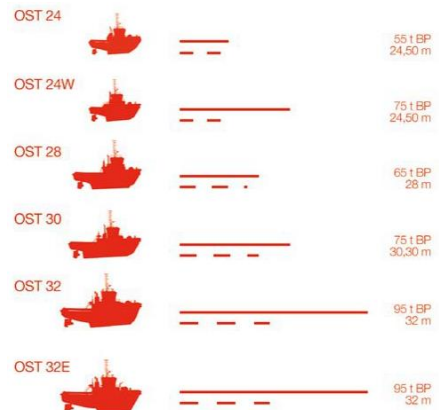 OST 24
55 t BP
24,50 m
OST 24W
75 t BP
24,50 m
OST 28
65 t BP
28 m
OST 30
75 t BP
30,30 m
OST 32
95 t BP
32 m
OST 32E
95 t BP
32 m